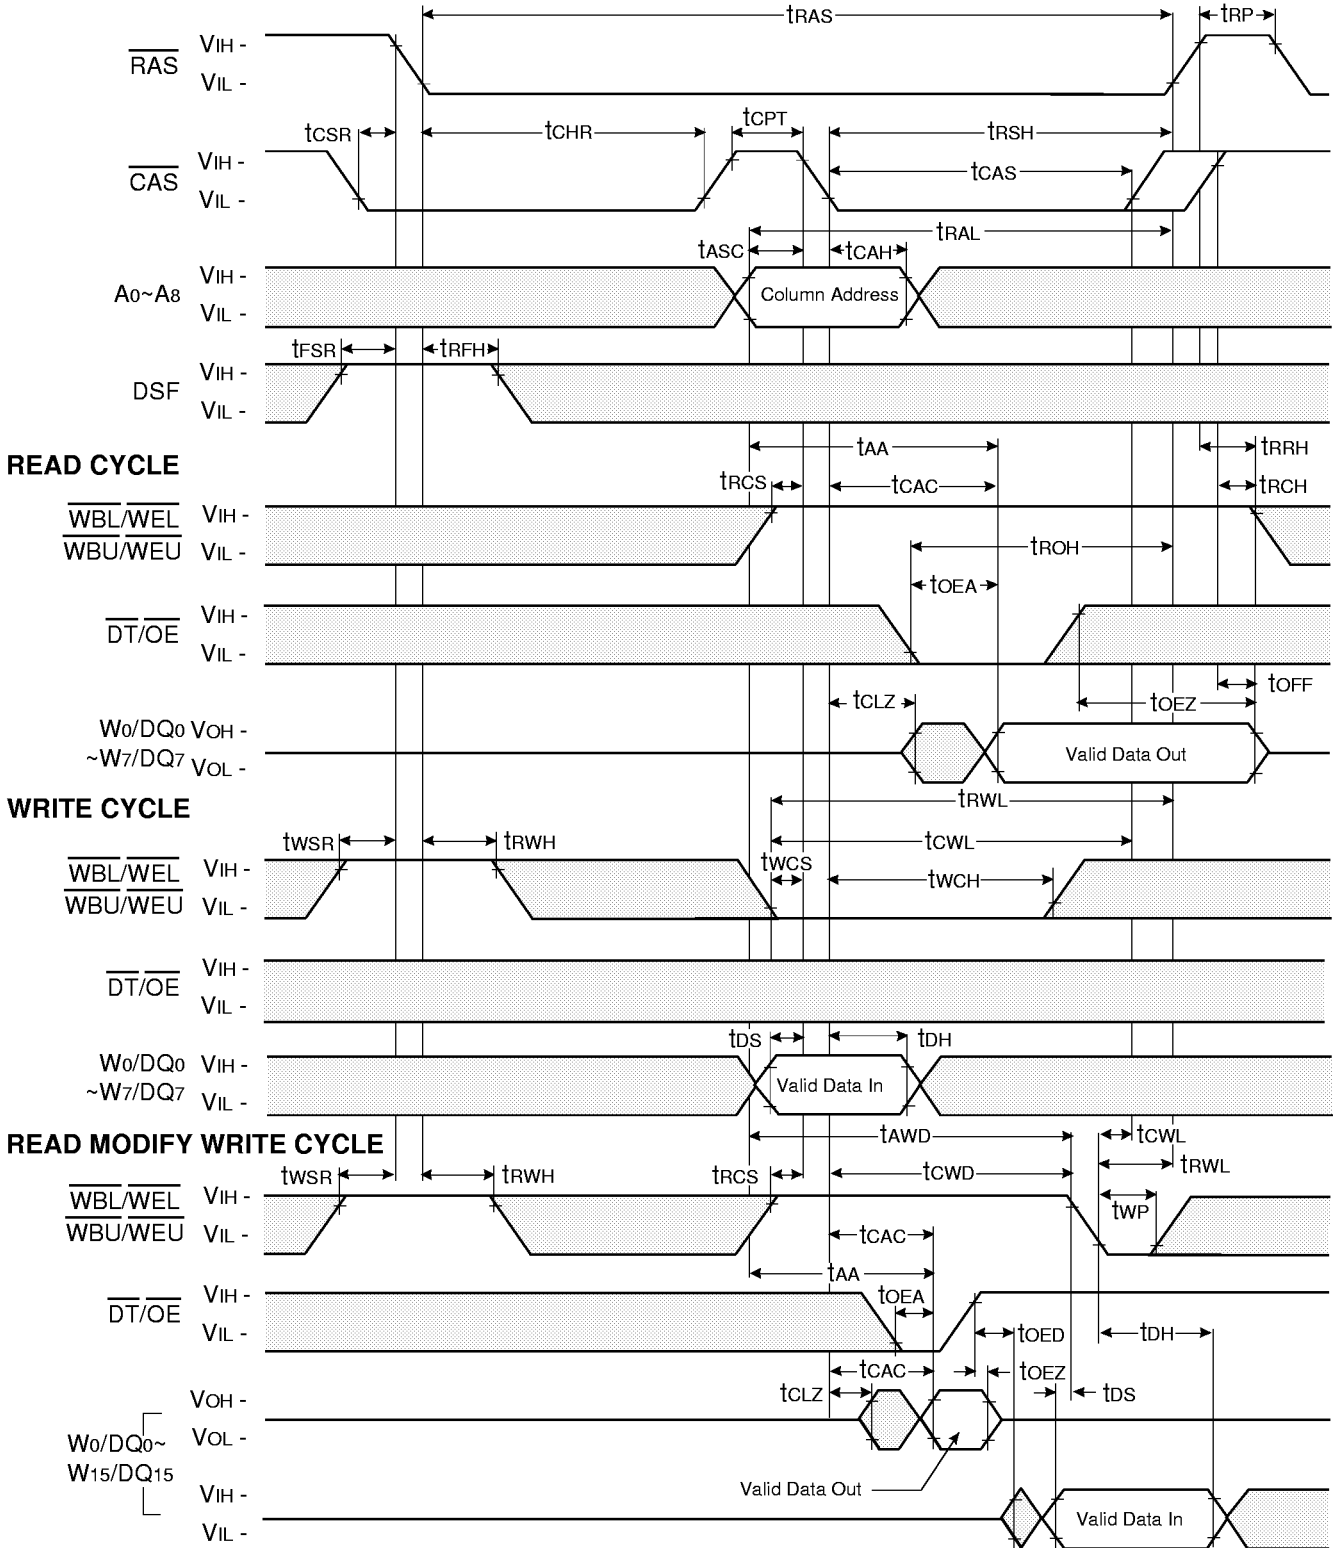 tRAS
tRP
RAS
VIH -
VIL -
tCSR
tCHR
tCPT
tRSH
CAS
VIH -
VIL -
tCAS
tRAL
tASC
tCAH
A0~A8
VIH -
VIL -
Column Address
tFSR
tRFH
DSF
VIH -
VIL -
tAA
tRRH
READ CYCLE
tRCS
tCAC
tRCH
WBL/WEL
WBU/WEU
VIH -
VIL -
tROH
tOEA
DT/OE
VIH -
VIL -
tOFF
tCLZ
tOEZ
W0/DQ0
~W7/DQ7
VOH -
VOL -
Valid Data Out
WRITE CYCLE
tRWL
tWSR
tRWH
tCWL
tWCS
tWCH
WBL/WEL
WBU/WEU
VIH -
VIL -
DT/OE
VIH -
VIL -
tDS
tDH
W0/DQ0
~W7/DQ7
VIH -
VIL -
Valid Data In
READ MODIFY WRITE CYCLE
tAWD
tCWL
tWSR
tRWH
tRCS
tCWD
tRWL
WBL/WEL
WBU/WEU
VIH -
VIL -
tWP
tCAC
tAA
tOEA
DT/OE
VIH -
VIL -
tOED
tDH
tCAC
tOEZ
tCLZ
tDS
VOH -
VOL -
W0/DQ0~
W15/DQ15
Valid Data Out
VIH -
VIL -
Valid Data In